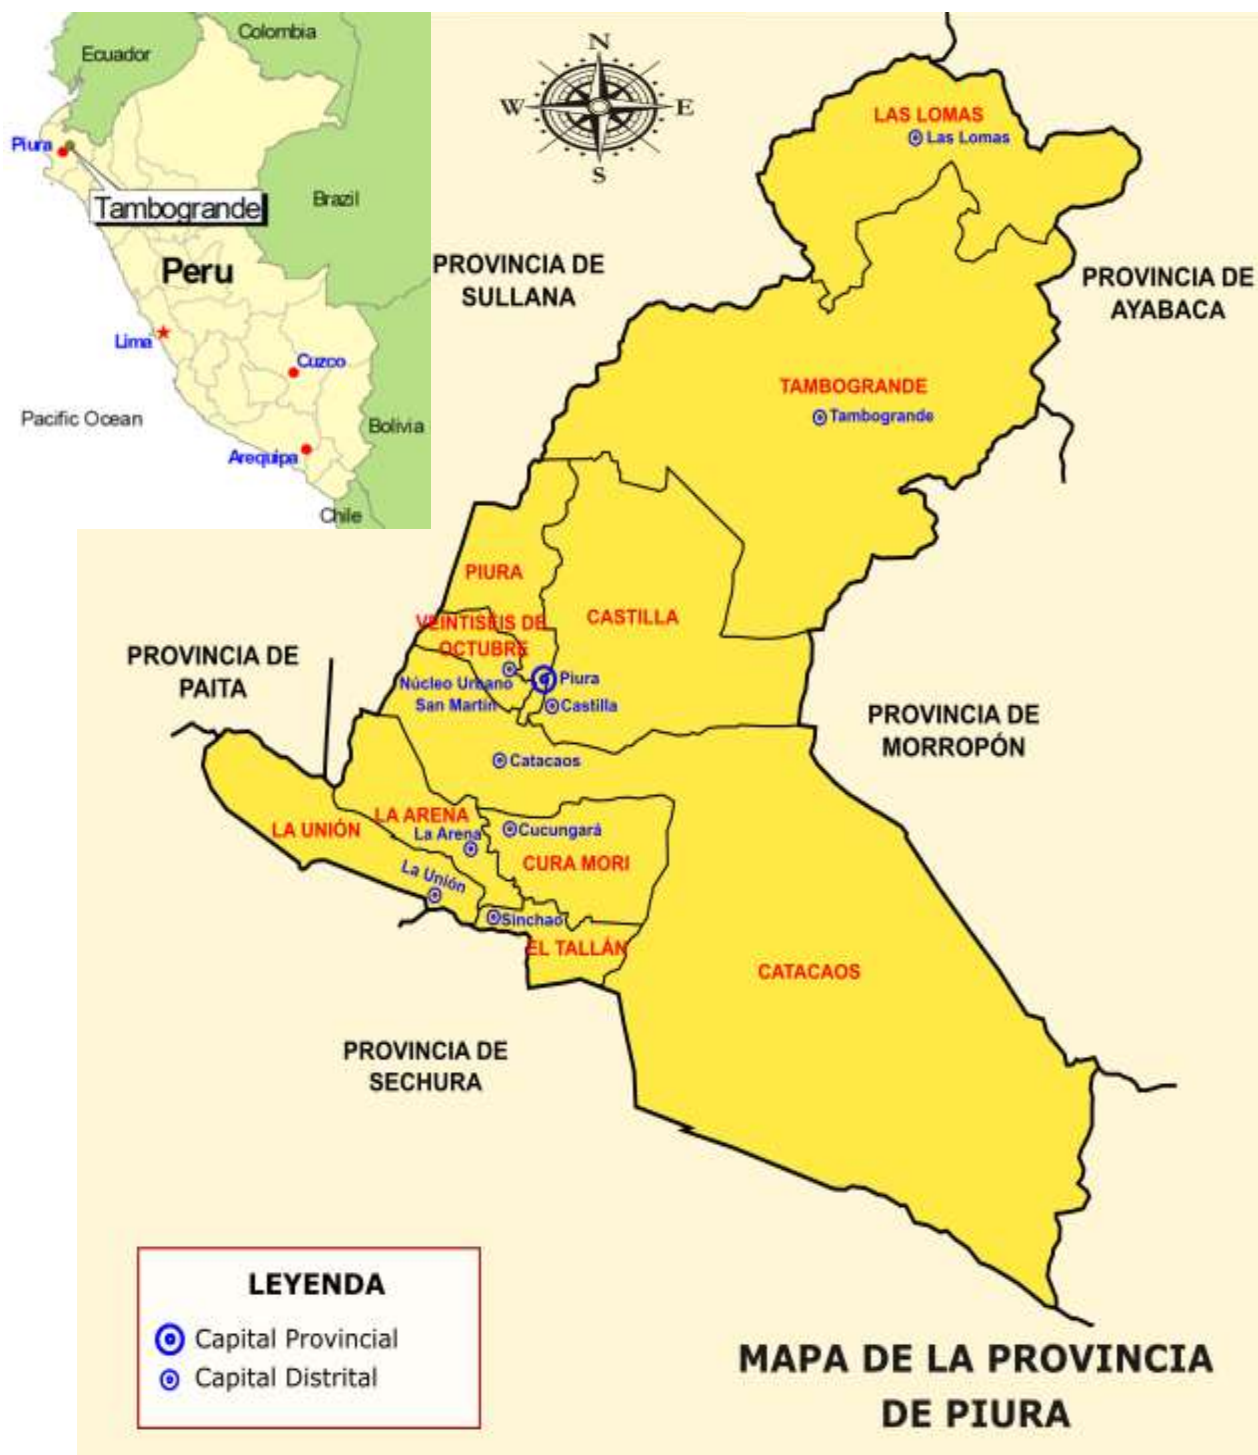 Colombia
Ecuador
Piura
Tambogrande
Brazil
Peru
Lima
Cuzco
Pacific Ocean
Bolivia
Arequipa
Chile
N
W
E
S
LAS LOMAS
Las Lomas
PROVINCIA DE
SULLANA
PROVINCIA DE
AYABACA
TAMBOGRANDE
Tambogrande
PIURA
CASTILLA
VEINTISÉIS DE
OCTUBRE
PROVINCIA DE
PAITA
Núcleo Urbano
San Martín
Piura
Castilla
PROVINCIA DE
MORROPÓN
Catacaos
LA ARENA
La Arena
LA UNIÓN
Cucungará
CURA MORI
La Unión
Sinchao
EL TALLÁN
CATACAOS
PROVINCIA DE
SECHURA
LEYENDA
Capital Provincial
Capital Distrital
MAPA DE LA PROVINCIA
DE PIURA